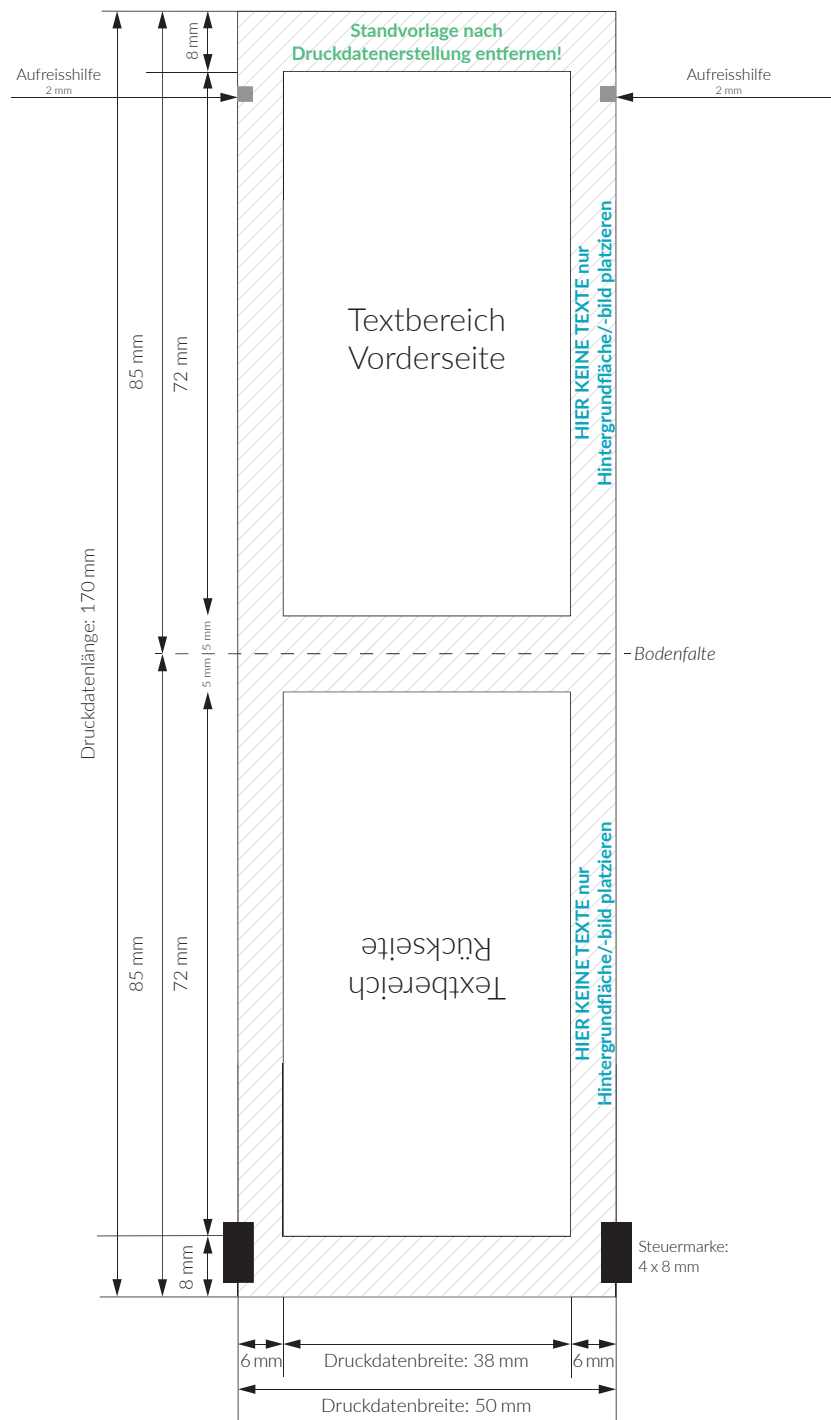 Standvorlage nach
Druckdatenerstellung entfernen!
8 mm
Aufreisshilfe
2 mm
Aufreisshilfe
2 mm
HIER KEINE TEXTE nur
Hintergrundfläche/-bild platzieren
Textbereich
Vorderseite
85 mm
72 mm
Druckdatenlänge: 170 mm
5 mm
5 mm
Bodenfalte
HIER KEINE TEXTE nur
Hintergrundfläche/-bild platzieren
Textbereich
Rückseite
85 mm
72 mm
8 mm
Steuermarke:
4 x 8 mm
6 mm
Druckdatenbreite: 38 mm
6 mm
Druckdatenbreite: 50 mm